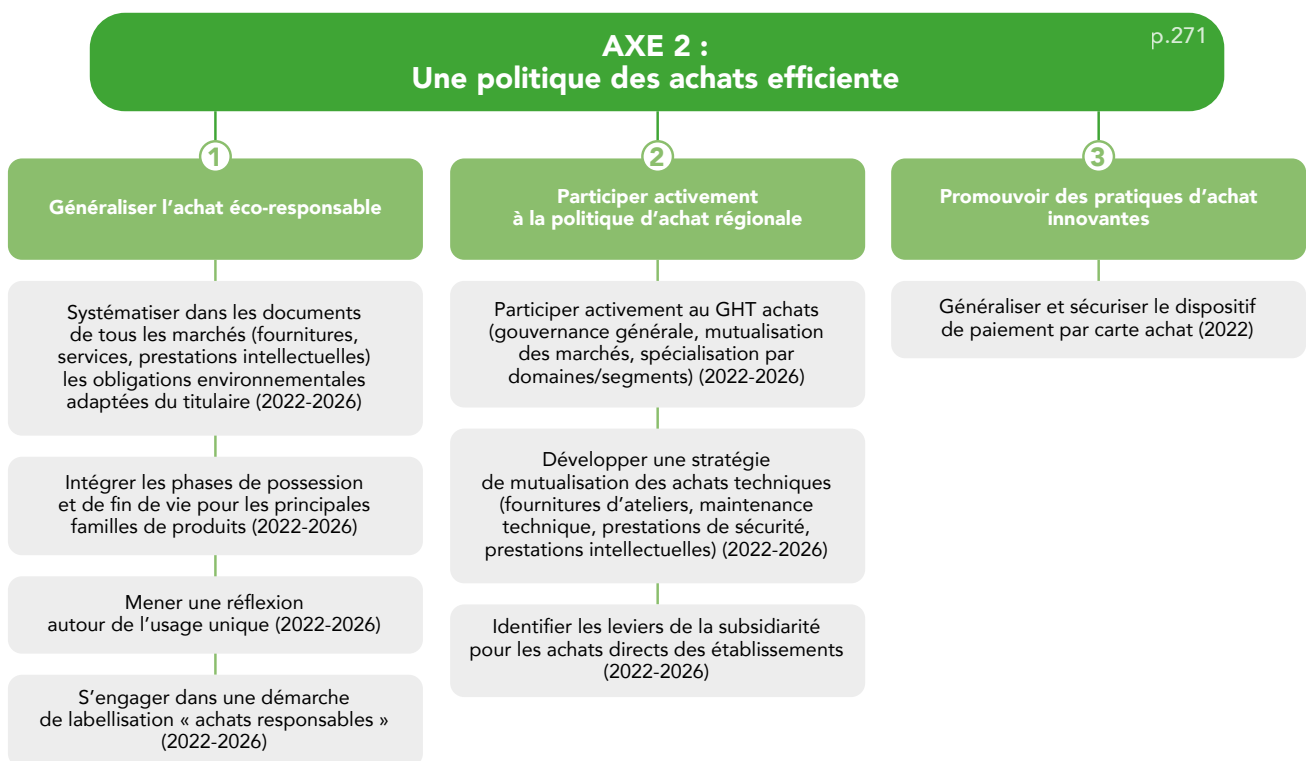 AXE 2 :
Une politique des achats efficiente
p.271
1
Généraliser l'achat éco-responsable
Systématiser dans les documents
de tous les marchés (fournitures,
services, prestations intellectuelles)
les obligations environnementales
adaptées du titulaire (2022-2026)
Intégrer les phases de possession
et de fin de vie pour les principales
familles de produits (2022-2026)
Mener une réflexion
autour de l'usage unique (2022-2026)
S'engager dans une démarche
de labellisation « achats responsables »
(2022-2026)
2
Participer activement
à la politique d'achat régionale
Participer activement au GHT achats
(gouvernance générale, mutualisation
des marchés, spécialisation par
domaines/segments) (2022-2026)
Développer une stratégie
de mutualisation des achats techniques
(fournitures d'ateliers, maintenance
technique, prestations de sécurité,
prestations intellectuelles) (2022-2026)
Identifier les leviers de la subsidiarité
pour les achats directs des établissements
(2022-2026)
3
Promouvoir des pratiques d'achat
innovantes
Généraliser et sécuriser le dispositif
de paiement par carte achat (2022)